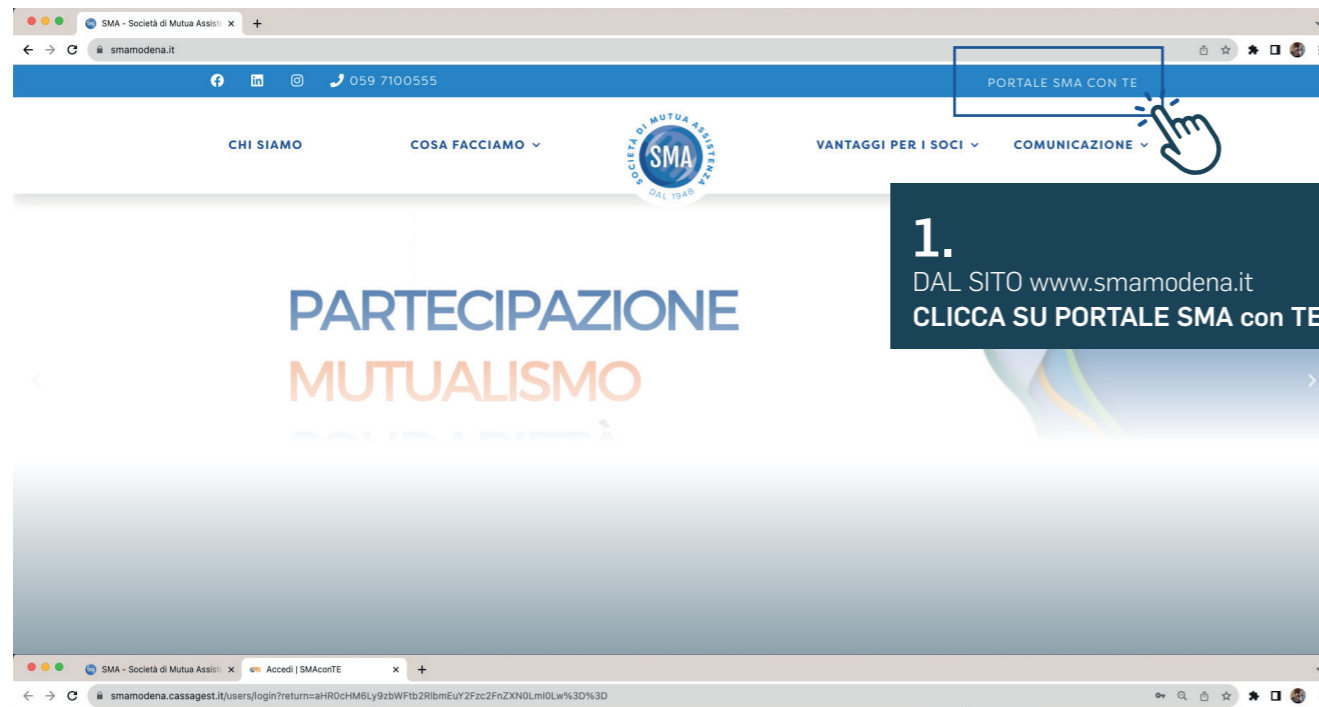 SMA - Società di Mutua Assist
smamodena.it
059 7100555
PORTALE SMA CON TE
CHI SIAMO
COSA FACCIAMO
SOCIETÀ DI MUTUA ASSISTENZA
SMA
DAL 1948
VANTAGGI PER I SOCI
COMUNICAZIONE
1.
DAL SITO www.smamodena.it
CLICCA SU PORTALE SMA con TE
PARTECIPAZIONE
MUTUALISMO
SMA - Società di Mutua Assist
Accedi | SMAconTE
smamodena.cassagest.it/users/login?return=aHR0cHM6Ly9zbWFtb2RlbmEuY2Fzc2FnZXN0Lml0Lw%3D%3D